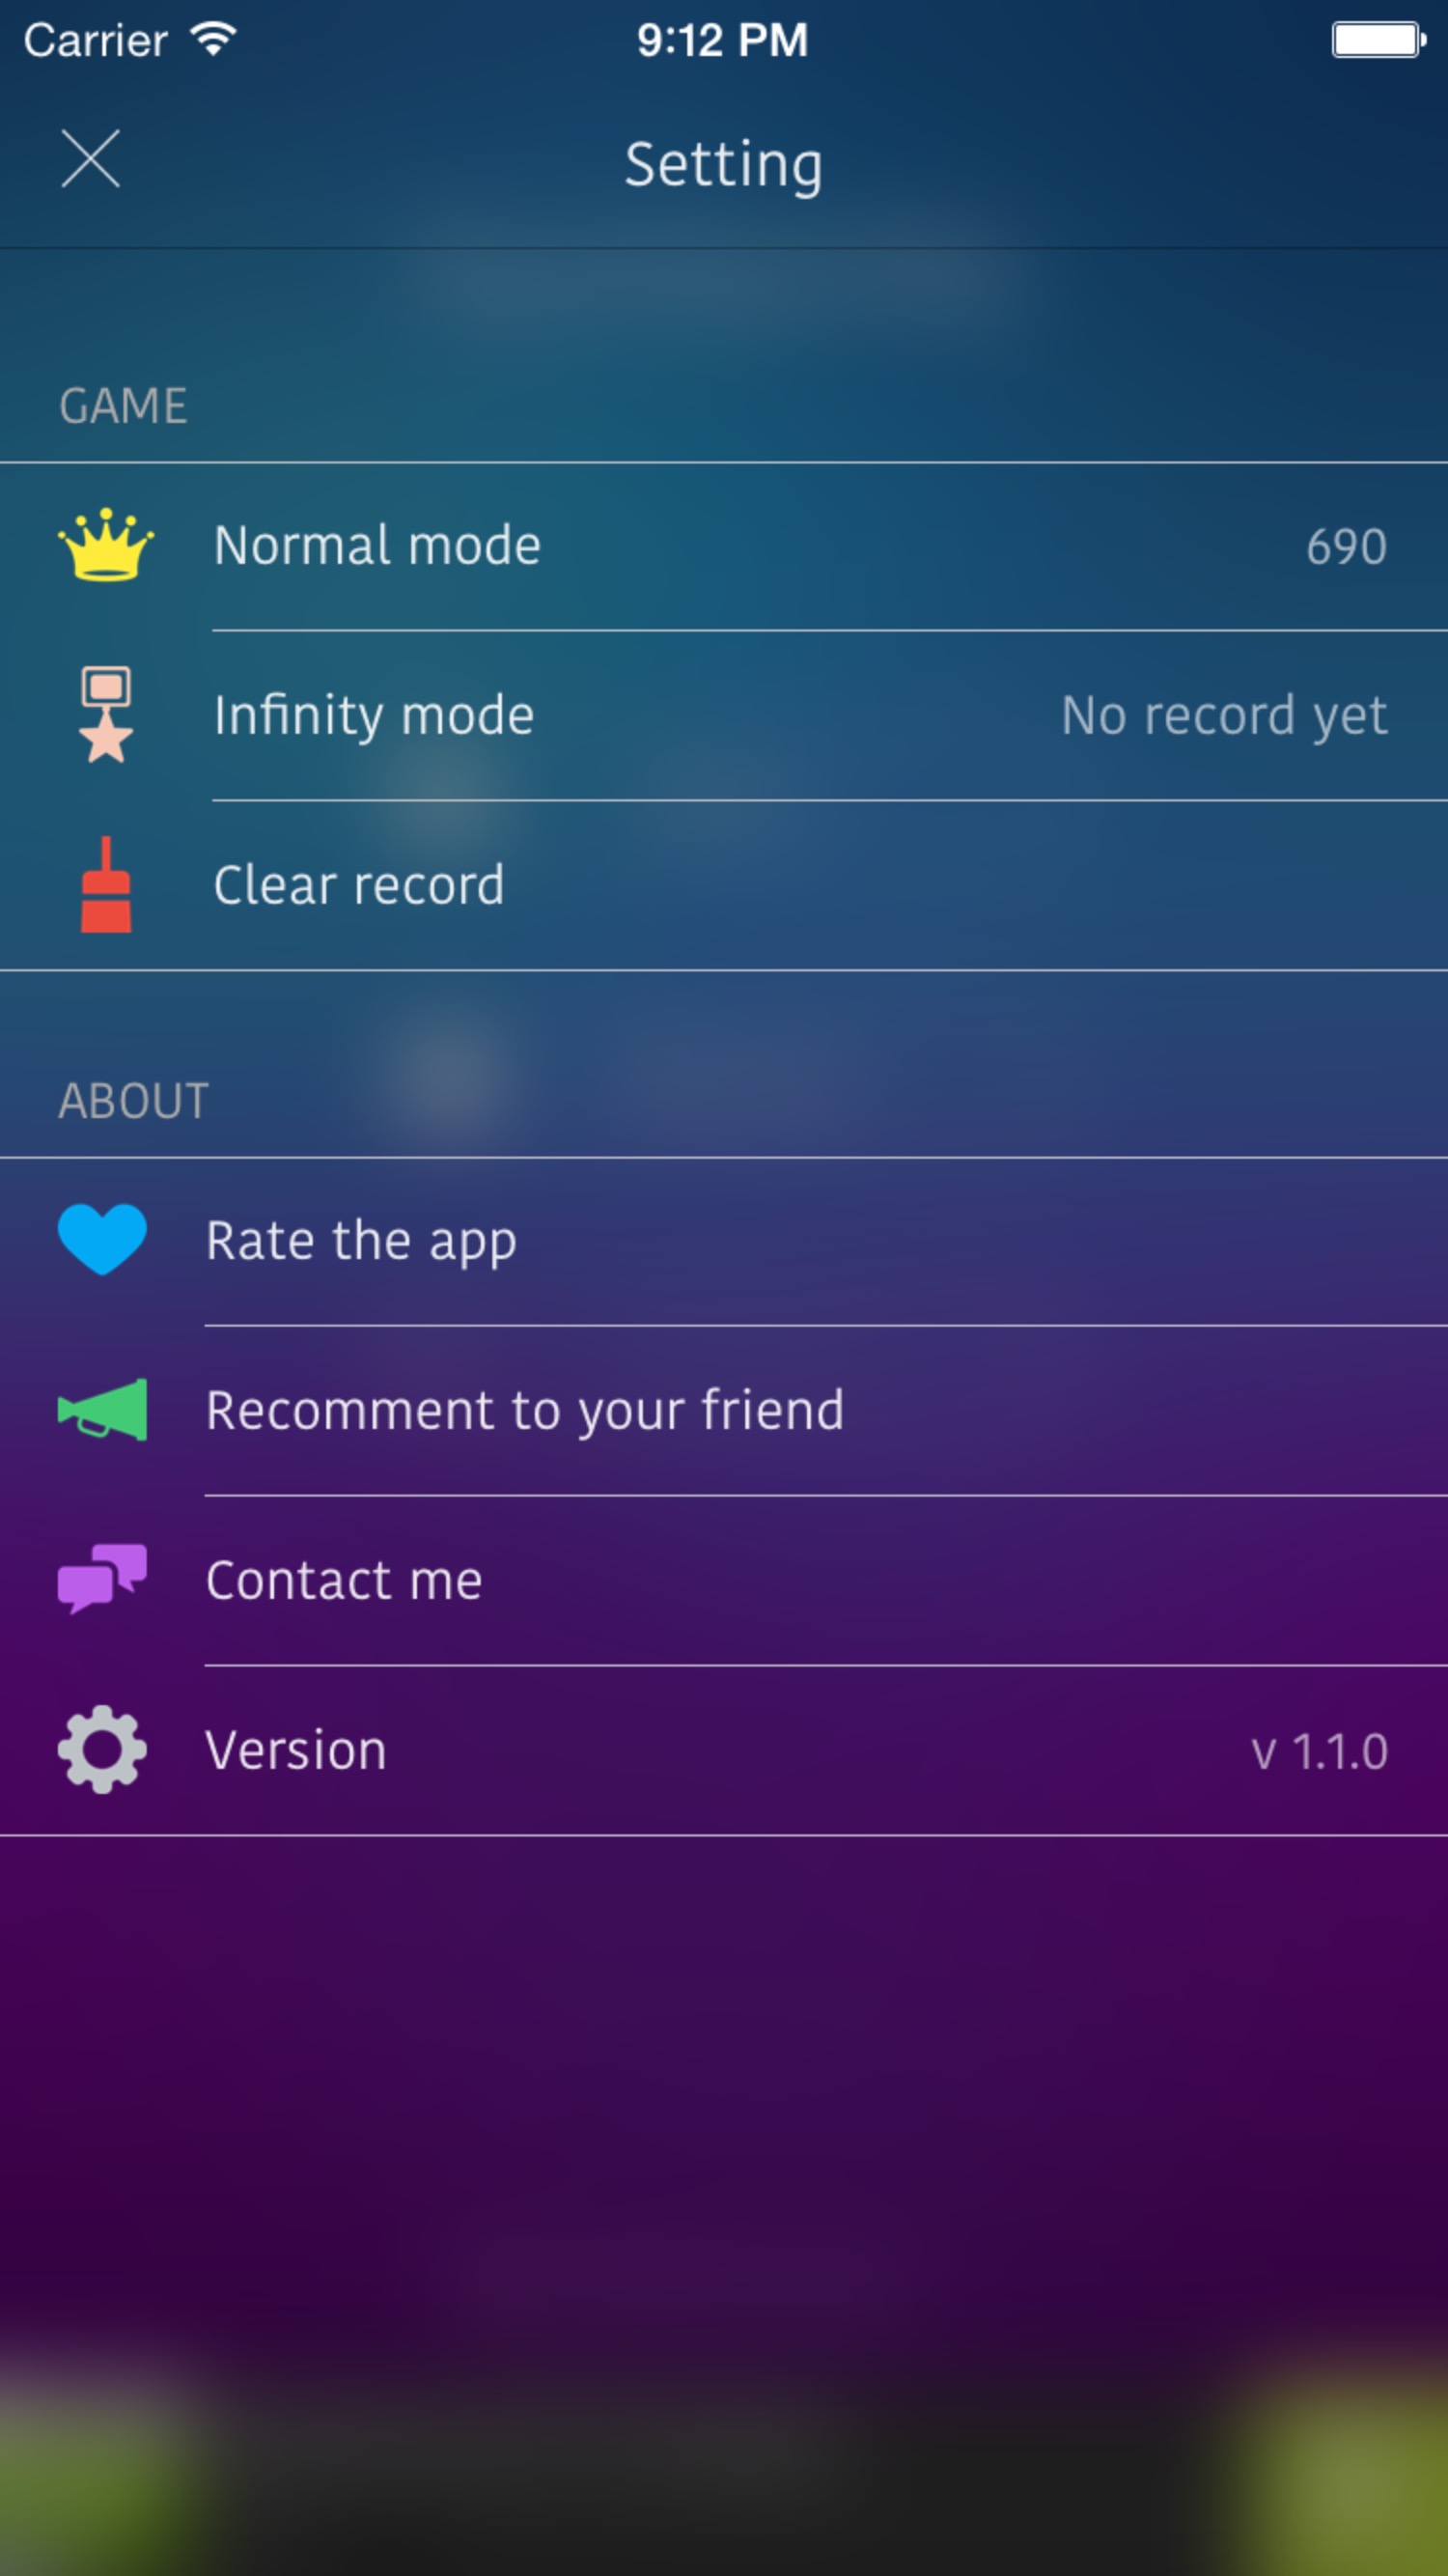 Carrier 9:12 PM
Setting
GAME
Normal mode 690
Infinity mode No record yet
Clear record
ABOUT
Rate the app
Recomment to your friend
Contact me
Version v 1.1.0